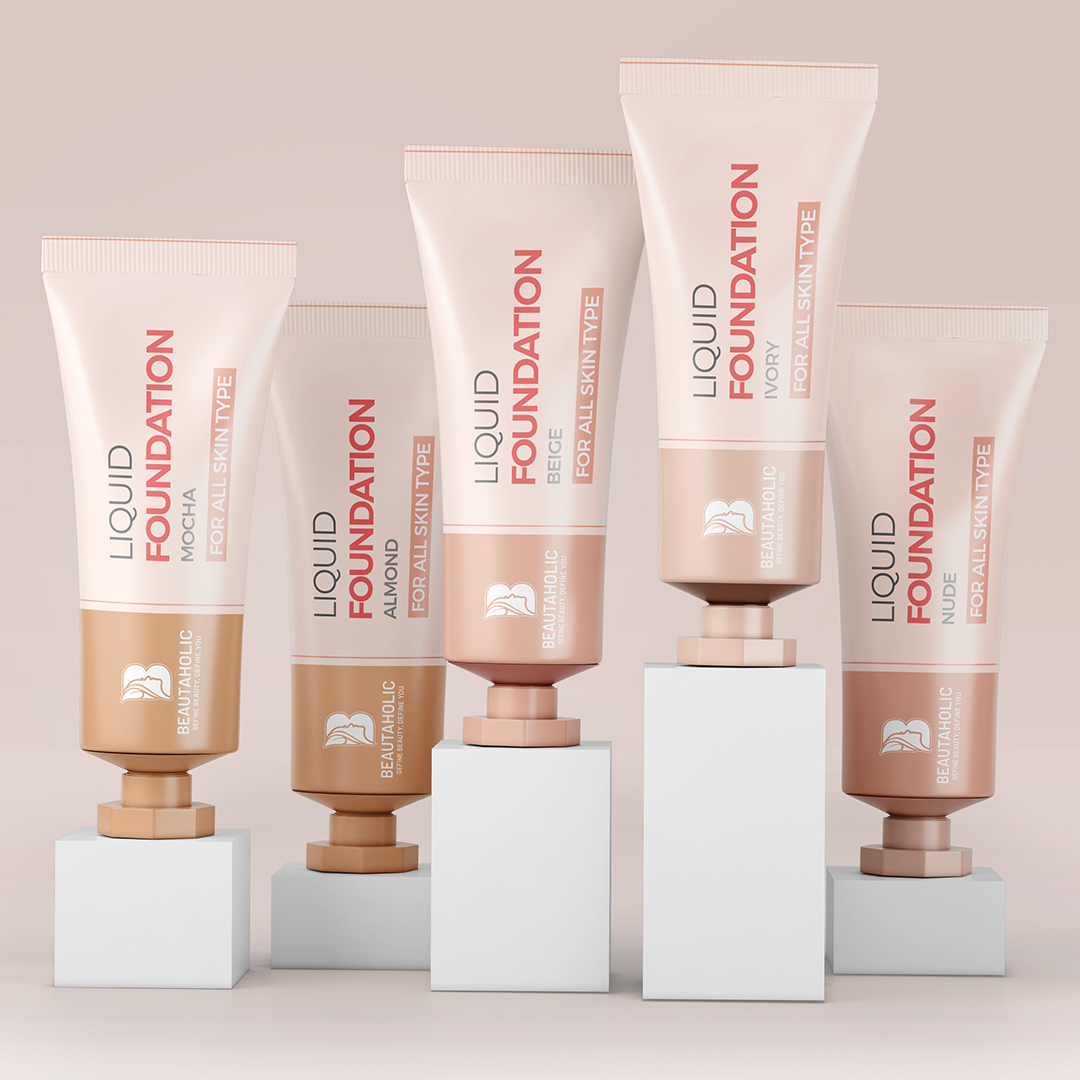 LIQUID
FOUNDATION
MOCHA
FOR ALL SKIN TYPE
B
BEAUTAHOLIC
DEFINE BEAUTY, DEFINE YOU
LIQUID
FOUNDATION
ALMOND
FOR ALL SKIN TYPE
B
BEAUTAHOLIC
DEFINE BEAUTY, DEFINE YOU
LIQUID
FOUNDATION
BEIGE
FOR ALL SKIN TYPE
B
BEAUTAHOLIC
DEFINE BEAUTY, DEFINE YOU
LIQUID
FOUNDATION
IVORY
FOR ALL SKIN TYPE
B
BEAUTAHOLIC
DEFINE BEAUTY, DEFINE YOU
LIQUID
FOUNDATION
NUDE
FOR ALL SKIN TYPE
B
BEAUTAHOLIC
DEFINE BEAUTY, DEFINE YOU